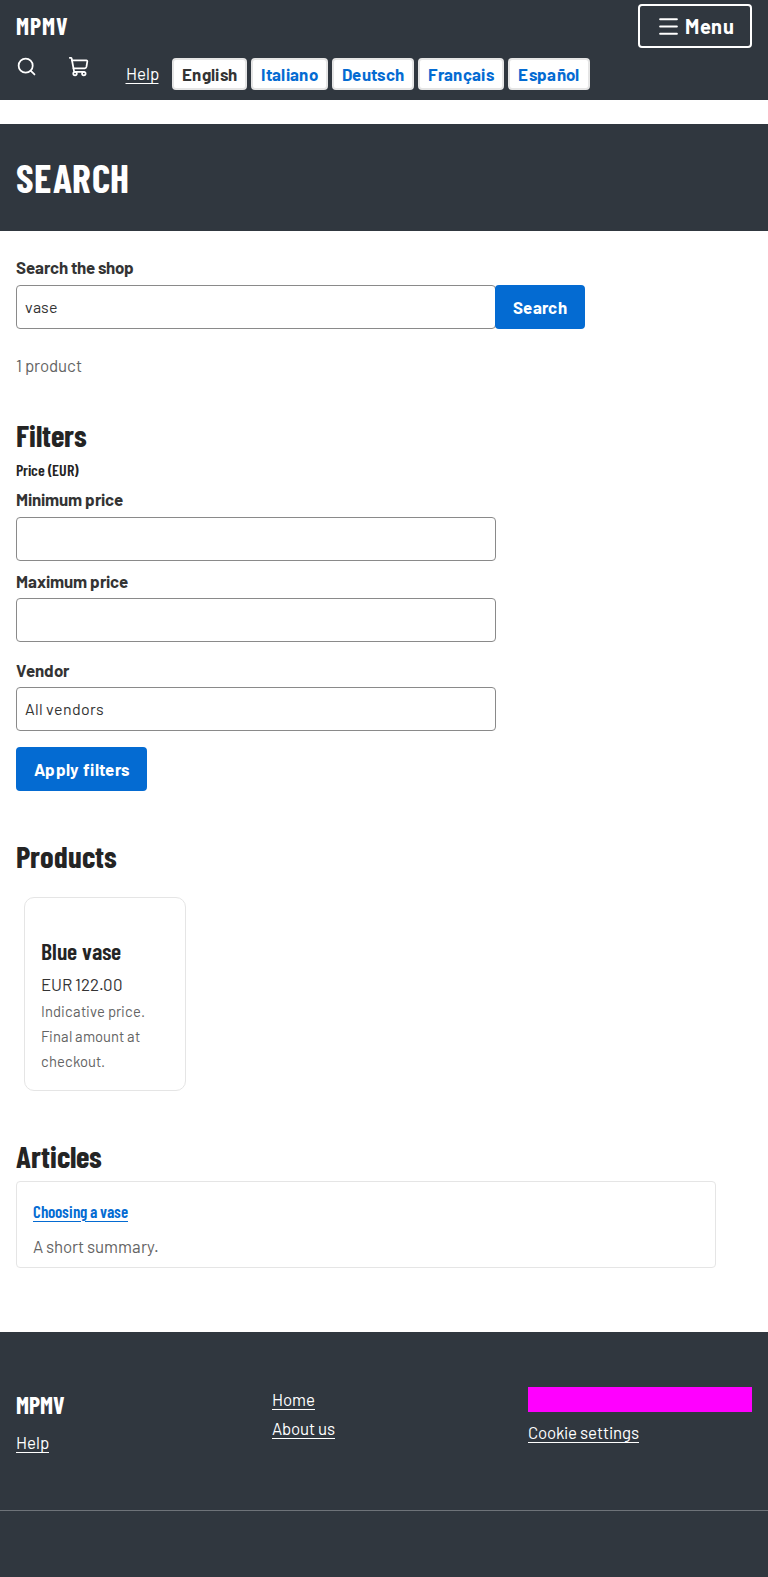 MPMV
Menu
Help
English
Italiano
Deutsch
Français
Español
SEARCH
Search the shop
vase
Search
1 product
Filters
Price (EUR)
Minimum price
Maximum price
Vendor
All vendors
Apply filters
Products
Blue vase
EUR 122.00
Indicative price.
Final amount at
checkout.
Articles
Choosing a vase
A short summary.
MPMV
Help
Home
About us
Cookie settings